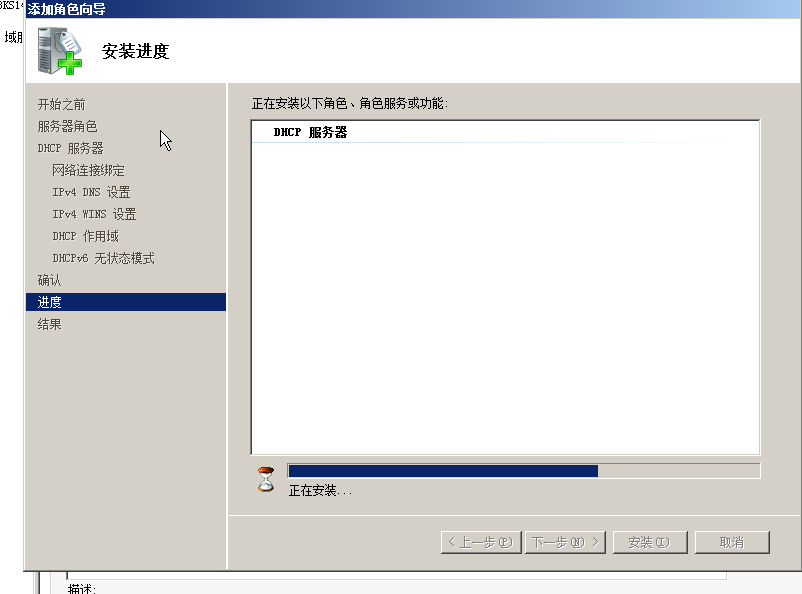 添加角色向导
安装进度
开始之前
服务器角色
DHCP 服务器
网络连接绑定
IPv4 DNS 设置
IPv4 WINS 设置
DHCP 作用域
DHCPv6 无状态模式
确认
进度
结果
正在安装以下角色、角色服务或功能:
DHCP 服务器
正在安装...
< 上一步(P)
下一步(N) >
安装(I)
取消
描述: